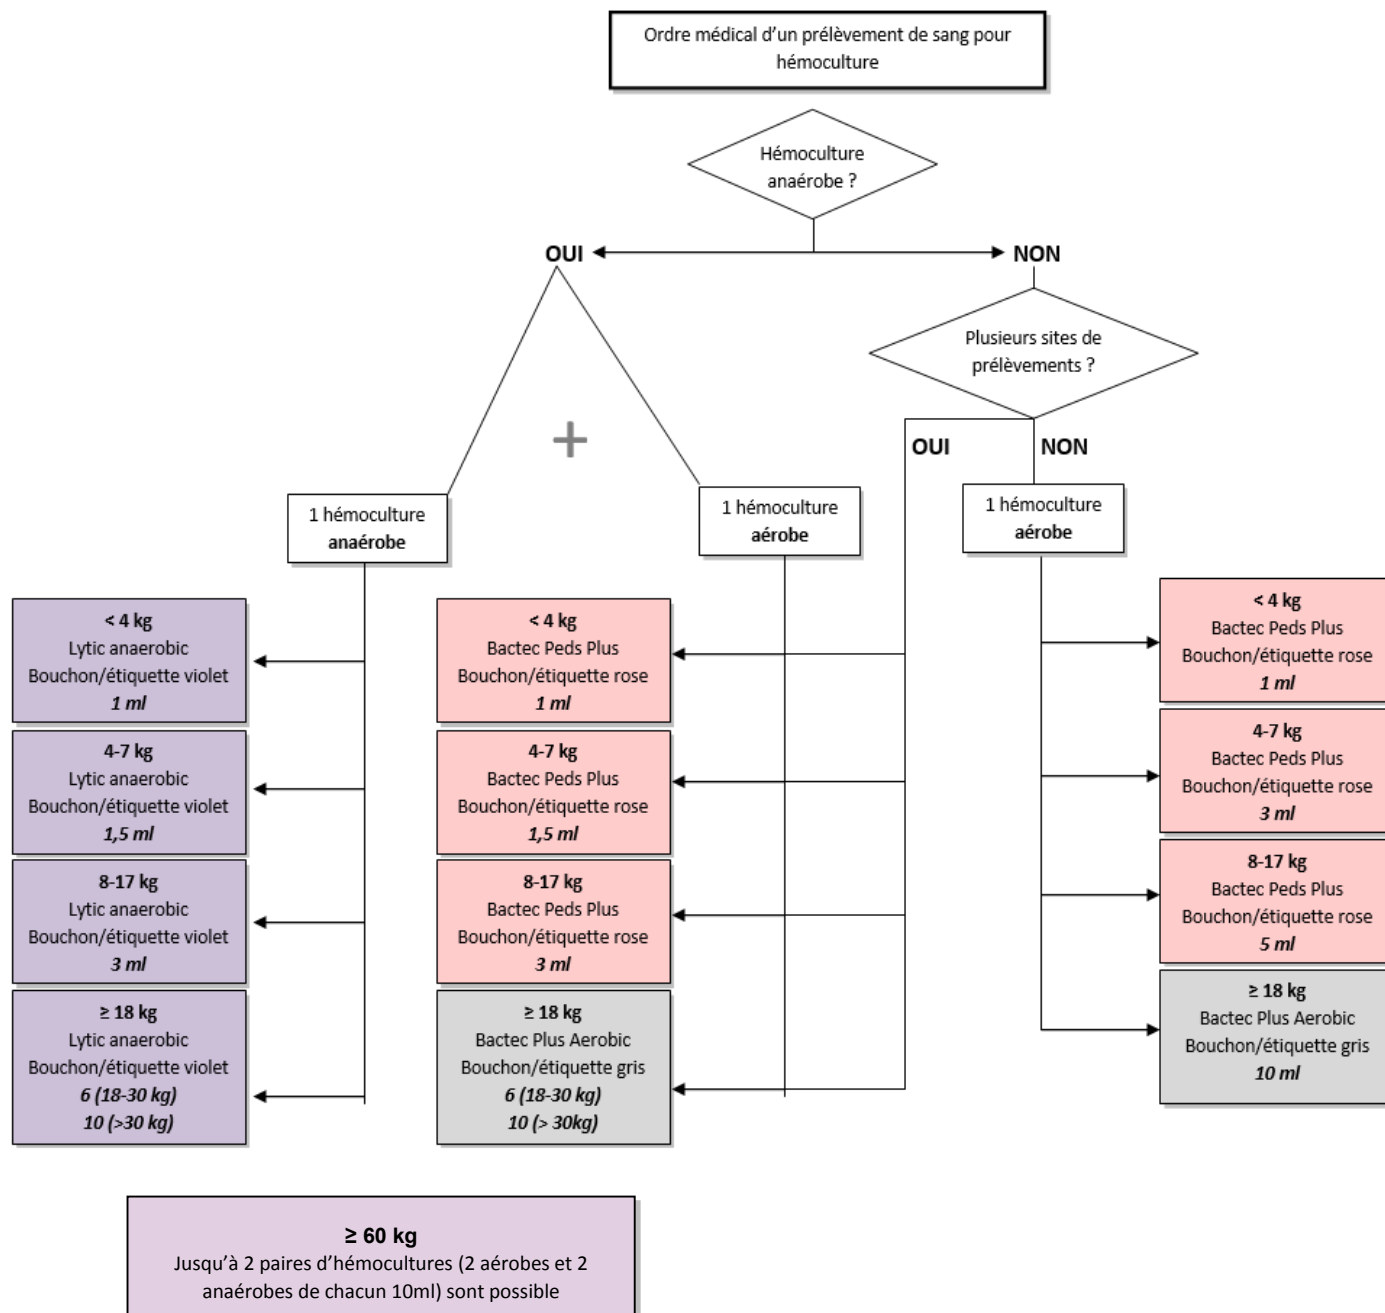 Ordre médical d'un prélèvement de sang pour
hémoculture
Hémoculture
anaérobe ?
OUI
NON
Plusieurs sites de
prélèvements ?
+
OUI
NON
1 hémoculture
anaérobe
1 hémoculture
aérobe
1 hémoculture
aérobe
< 4 kg
Lytic anaerobic
Bouchon/étiquette violet
1 ml
4-7 kg
Lytic anaerobic
Bouchon/étiquette violet
1,5 ml
8-17 kg
Lytic anaerobic
Bouchon/étiquette violet
3 ml
≥ 18 kg
Lytic anaerobic
Bouchon/étiquette violet
6 (18-30 kg)
10 (>30 kg)
< 4 kg
Bactec Peds Plus
Bouchon/étiquette rose
1 ml
4-7 kg
Bactec Peds Plus
Bouchon/étiquette rose
1,5 ml
8-17 kg
Bactec Peds Plus
Bouchon/étiquette rose
3 ml
≥ 18 kg
Bactec Plus Aerobic
Bouchon/étiquette gris
6 (18-30 kg)
10 (> 30kg)
< 4 kg
Bactec Peds Plus
Bouchon/étiquette rose
1 ml
4-7 kg
Bactec Peds Plus
Bouchon/étiquette rose
3 ml
8-17 kg
Bactec Peds Plus
Bouchon/étiquette rose
5 ml
≥ 18 kg
Bactec Plus Aerobic
Bouchon/étiquette gris
10 ml
≥ 60 kg
Jusqu'à 2 paires d'hémocultures (2 aérobes et 2
anaérobes de chacun 10ml) sont possible